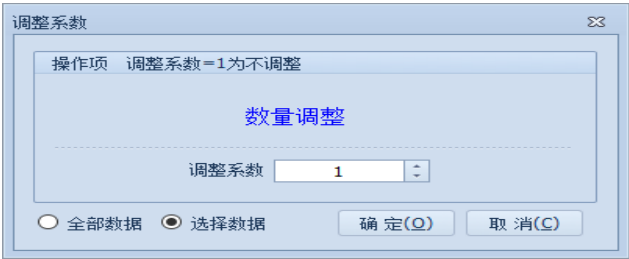 调整系数
操作项 调整系数=1为不调整
数量调整
调整系数 1
全部数据 选择数据 确 定(O) 取 消(C)